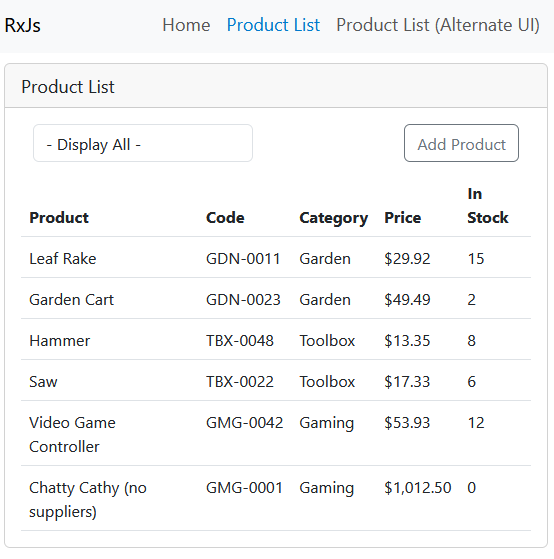 RxJs Home Product List Product List (Alternate UI)
Product List
- Display All - Add Product
In
Product Code Category Price Stock
Leaf Rake GDN-0011 Garden $29.92 15
Garden Cart GDN-0023 Garden $49.49 2
Hammer TBX-0048 Toolbox $13.35 8
Saw TBX-0022 Toolbox $17.33 6
Video Game GMG-0042 Gaming $53.93 12
Controller
Chatty Cathy (no GMG-0001 Gaming $1,012.50 0
suppliers)